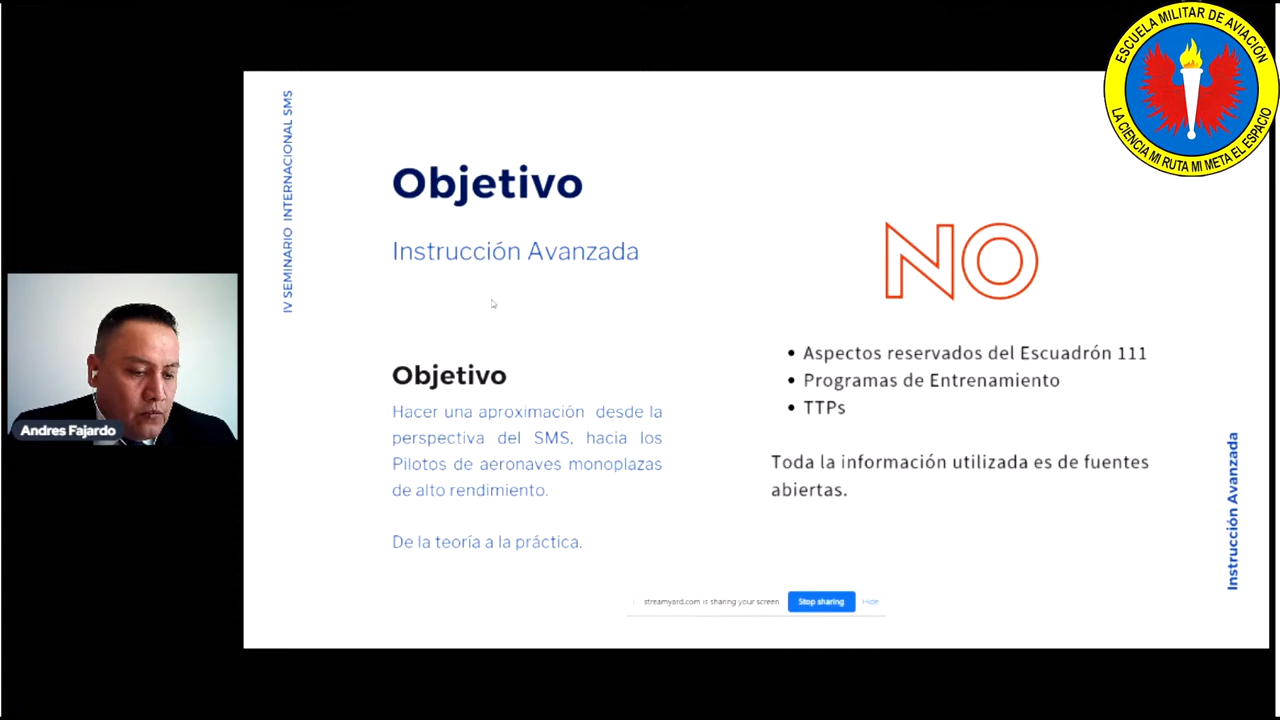 ESCUELA MILITAR DE AVIACIÓN
LA CIENCIA MI RUTA MI META EL ESPACIO
IV SEMINARIO INTERNACIONAL SMS
Objetivo
Instrucción Avanzada
Objetivo
Hacer una aproximación desde la
perspectiva del SMS, hacia los
Pilotos de aeronaves monoplazas
de alto rendimiento.
De la teoría a la práctica.
NO
• Aspectos reservados del Escuadrón 111
• Programas de Entrenamiento
• TTPs
Toda la información utilizada es de fuentes
abiertas.
Instrucción Avanzada
Andres Fajardo
streamyard.com is sharing your screen.
Stop sharing
Hide